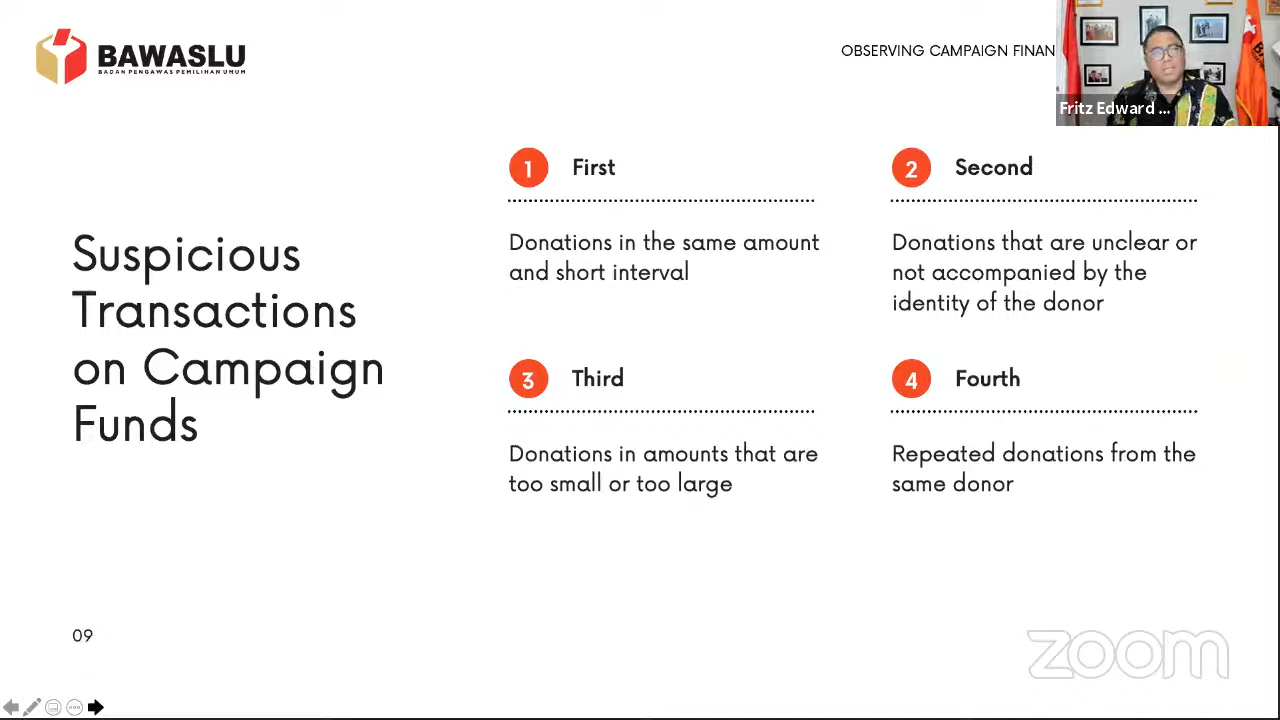 BAWASLU
BADAN PENGAWAS PEMILIHAN UMUM
OBSERVING CAMPAIGN FINAN
Fritz Edward ...
Suspicious
Transactions
on Campaign
Funds
1 First
Donations in the same amount
and short interval
2 Second
Donations that are unclear or
not accompanied by the
identity of the donor
3 Third
Donations in amounts that are
too small or too large
4 Fourth
Repeated donations from the
same donor
09
zoom